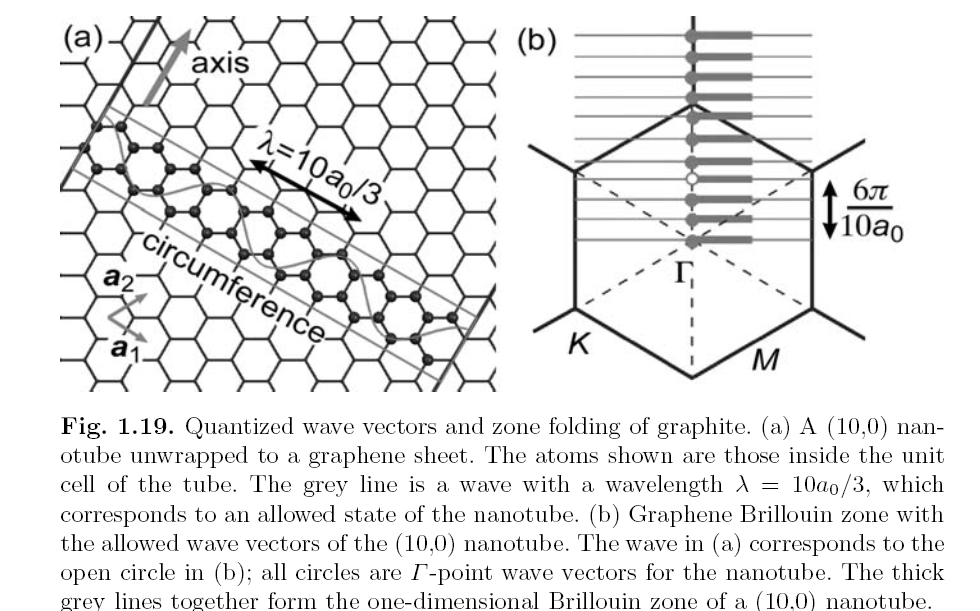 (a)
axis
λ=10a₀/3
circumference
a₂
a₁
(b)
6π
10a₀
Γ
K
M
Fig. 1.19. Quantized wave vectors and zone folding of graphite. (a) A (10,0) nan-
otube unwrapped to a graphene sheet. The atoms shown are those inside the unit
cell of the tube. The grey line is a wave with a wavelength λ = 10a₀/3, which
corresponds to an allowed state of the nanotube. (b) Graphene Brillouin zone with
the allowed wave vectors of the (10,0) nanotube. The wave in (a) corresponds to the
open circle in (b); all circles are Γ-point wave vectors for the nanotube. The thick
grey lines together form the one-dimensional Brillouin zone of a (10,0) nanotube.